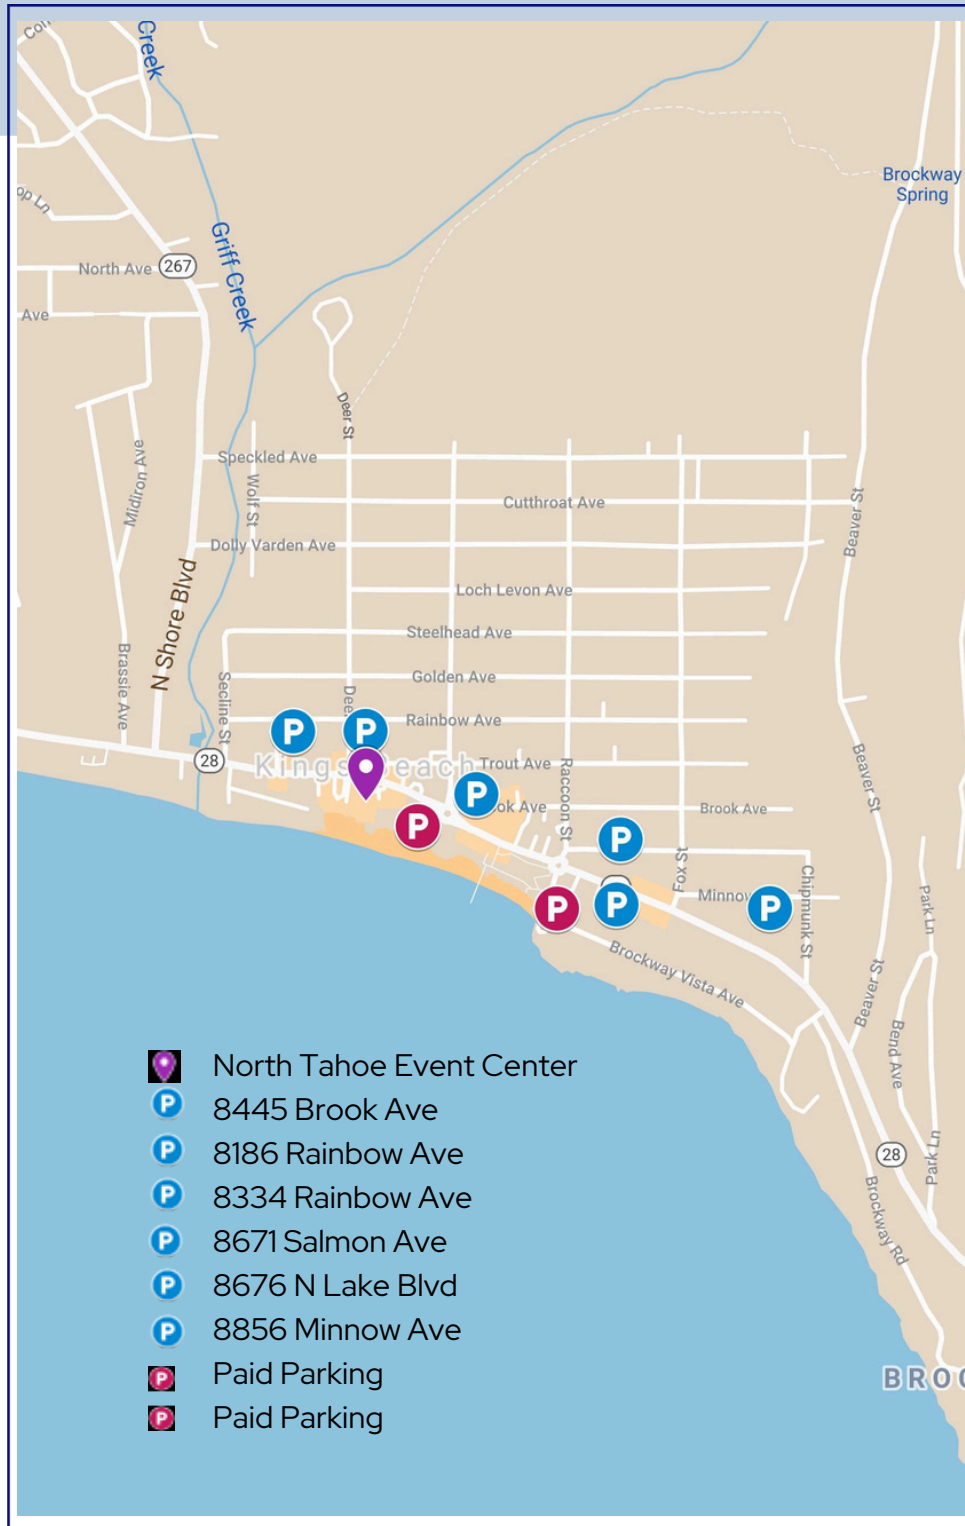 Creek
Brockway
Spring
Griff Creek
North Ave
267
Ave
Deer St
Speckled Ave
Midiron Ave
Wolf St
Cutthroat Ave
Beaver St
Dolly Varden Ave
N Shore Blvd
Loch Levon Ave
Steelhead Ave
Brassie Ave
Secline St
Golden Ave
Rainbow Ave
P
P
28
Trout Ave
Raccoon St
Beaver St
P
Brook Ave
P
P
Fox St
Chipmunk St
Park Ln
P
P
P
Brockway Vista Ave
Beaver St
Bend Ave
North Tahoe Event Center
P 8445 Brook Ave
P 8186 Rainbow Ave
P 8334 Rainbow Ave
P 8671 Salmon Ave
P 8676 N Lake Blvd
P 8856 Minnow Ave
P Paid Parking
P Paid Parking
28
Park Ln
Brockway Rd